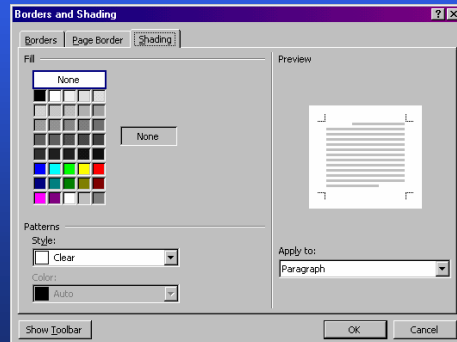 Borders and Shading
Borders Page Border Shading
Fill
None
None
Preview
Patterns
Style:
Clear
Color:
Auto
Apply to:
Paragraph
Show Toolbar
OK
Cancel